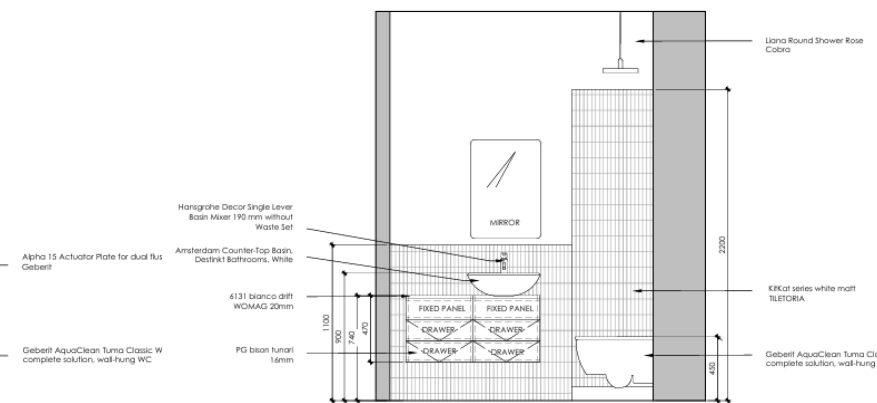 Liana Round Shower Rose
Cobra
Hansgrohe Decor Single Lever
Basin Mixer 190 mm without
Waste Set
MIRROR
Alpha 15 Actuator Plate for dual flus
Geberit
Amsterdam Counter-Top Basin,
Destinkt Bathrooms, White
2200
6131 bianco drift
WOMAG 20mm
KitKat series white matt
TILETORIA
FIXED PANEL
FIXED PANEL
1100
900
740
470
DRAWER
DRAWER
DRAWER
DRAWER
PG bison tunari
16mm
Geberit AquaClean Tuma Classic W
complete solution, wall-hung WC
450
Geberit AquaClean Tuma Cla
complete solution, wall-hung